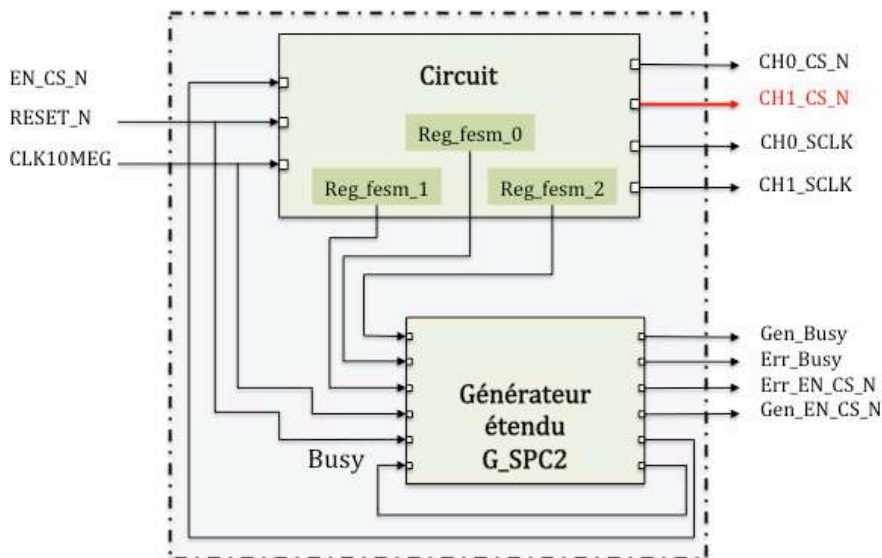 EN_CS_N
RESET_N
CLK10MEG
Circuit
Reg_fesm_0
Reg_fesm_1
Reg_fesm_2
CH0_CS_N
CH1_CS_N
CH0_SCLK
CH1_SCLK
Busy
Générateur
étendu
G_SPC2
Gen_Busy
Err_Busy
Err_EN_CS_N
Gen_EN_CS_N